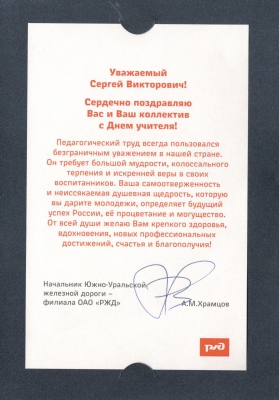 Уважаемый
Сергей Викторович!
Сердечно поздравляю
Вас и Ваш коллектив
с Днем учителя!
Педагогический труд всегда пользовался
безграничным уважением в нашей стране.
Он требует большой мудрости, колоссального
терпения и искренней веры в своих
воспитанников. Ваша самоотверженность
и неиссякаемая душевная щедрость, которую
вы дарите молодежи, определяет будущий
успех России, её процветание и могущество.
От всей души желаю Вам крепкого здоровья,
вдохновения, новых профессиональных
достижений, счастья и благополучия!
Начальник Южно-Уральской
железной дороги –
филиала ОАО «РЖД»
А.М.Храмцов
РЖД